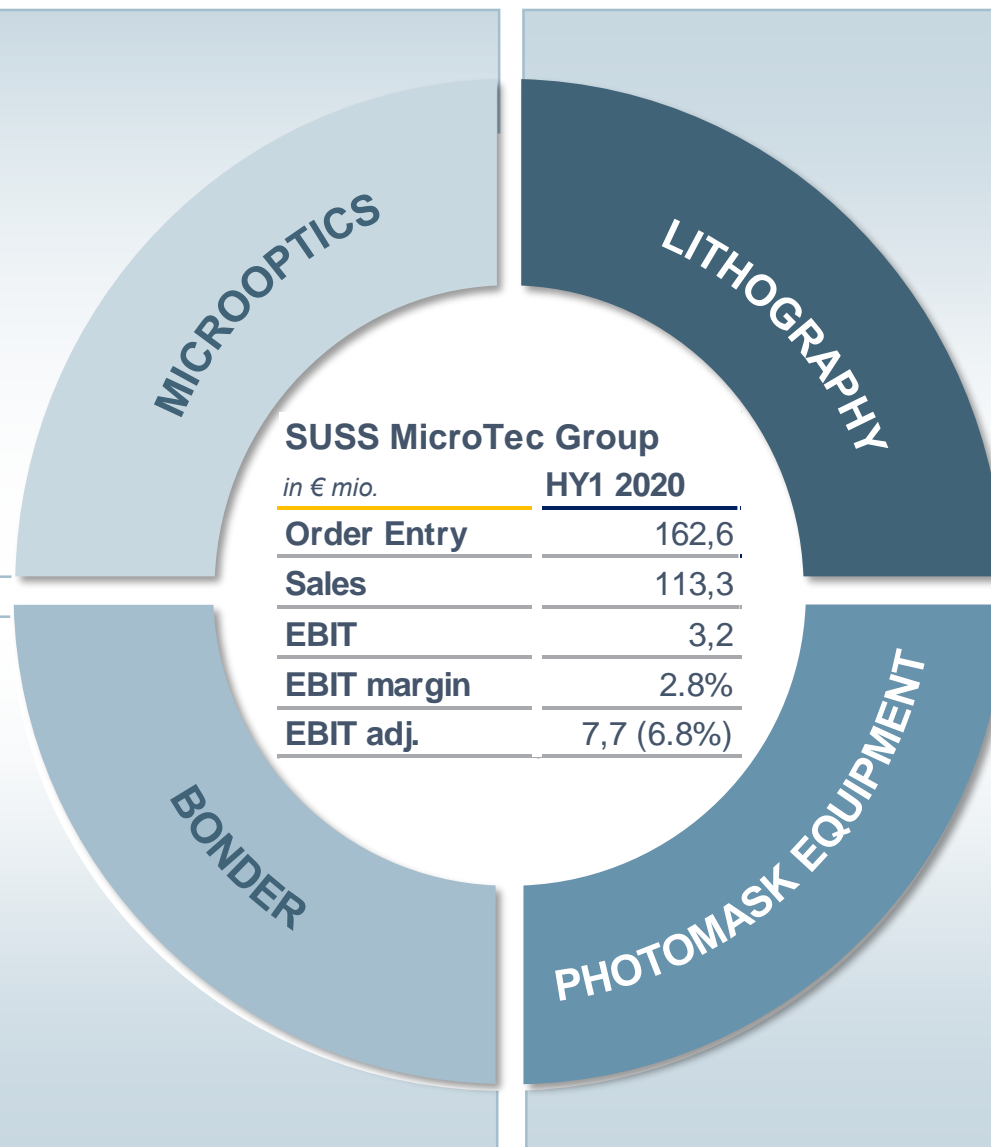 MICROOPTICS
LITHOGRAPHY
SUSS MicroTec Group
in € mio. HY1 2020
Order Entry 162,6
Sales 113,3
EBIT 3,2
EBIT margin 2.8%
EBIT adj. 7,7 (6.8%)
BONDER
PHOTOMASK EQUIPMENT